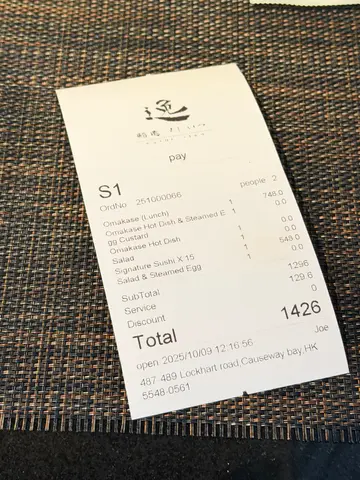 pay
S1
OrdNo 251000066 people 2
Omakase (Lunch) 1 748.0
Omakase Hot Dish & Steamed E 1 0.0
gg Custard
Omakase Hot Dish 1 0.0
Salad 1 0.0
Signature Sushi X 15 1 548.0
Salad & Steamed Egg 1 0.0
SubTotal 1296
Service 129.6
Discount 0
Total 1426
open 2025/10/09 12:16:56 Joe
487-489 Lockhart road,Causeway bay,HK
5548-0561